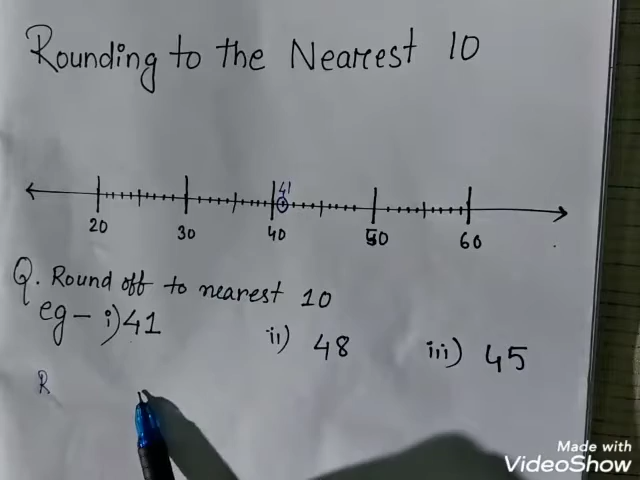 Rounding to the Nearest 10
41
20 30 40 50 60
Q. Round off to nearest 10
eg - i) 41 ii) 48 iii) 45
R
Made with
VideoShow